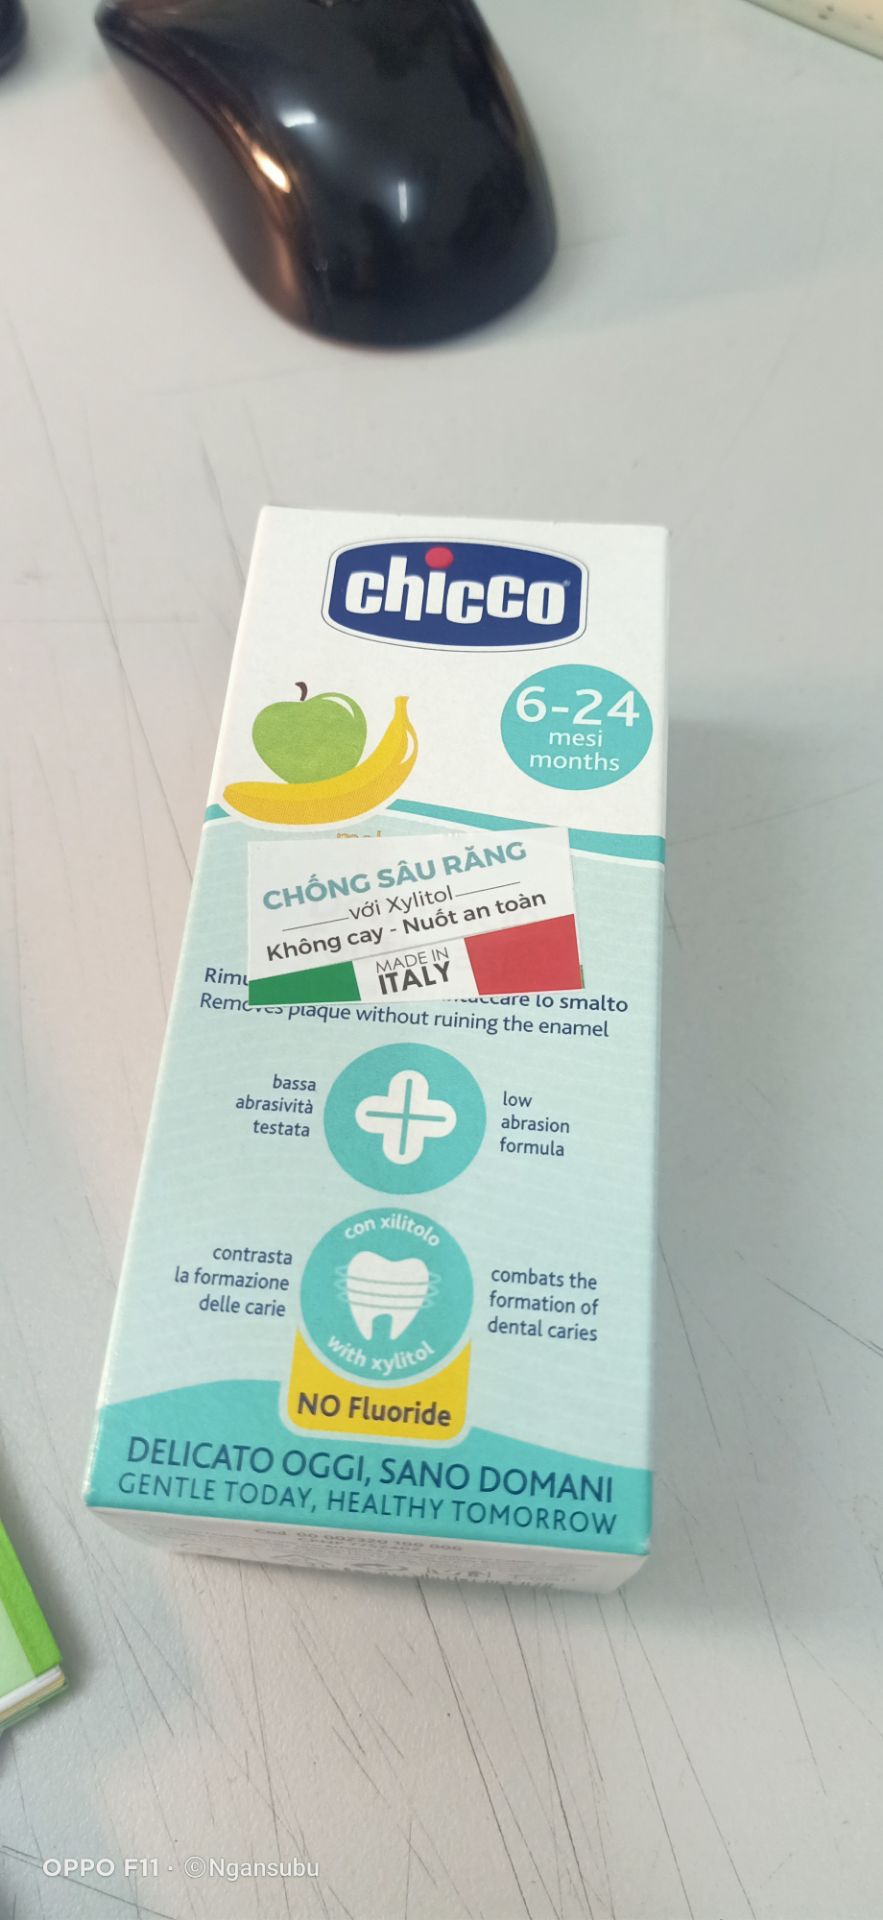 chicco
6-24
mesi
months
CHỐNG SÂU RĂNG
với Xylitol
Không cay - Nuốt an toàn
MADE IN
ITALY
lo smalto
Removes plaque without ruining the enamel
bassa
abrasività
testata
low
abrasion
formula
con xilitolo
contrasta
la formazione
delle carie
combats the
formation of
dental caries
with xylitol
NO Fluoride
DELICATO OGGI, SANO DOMANI
GENTLE TODAY, HEALTHY TOMORROW
OPPO F11 · ©Ngansubu